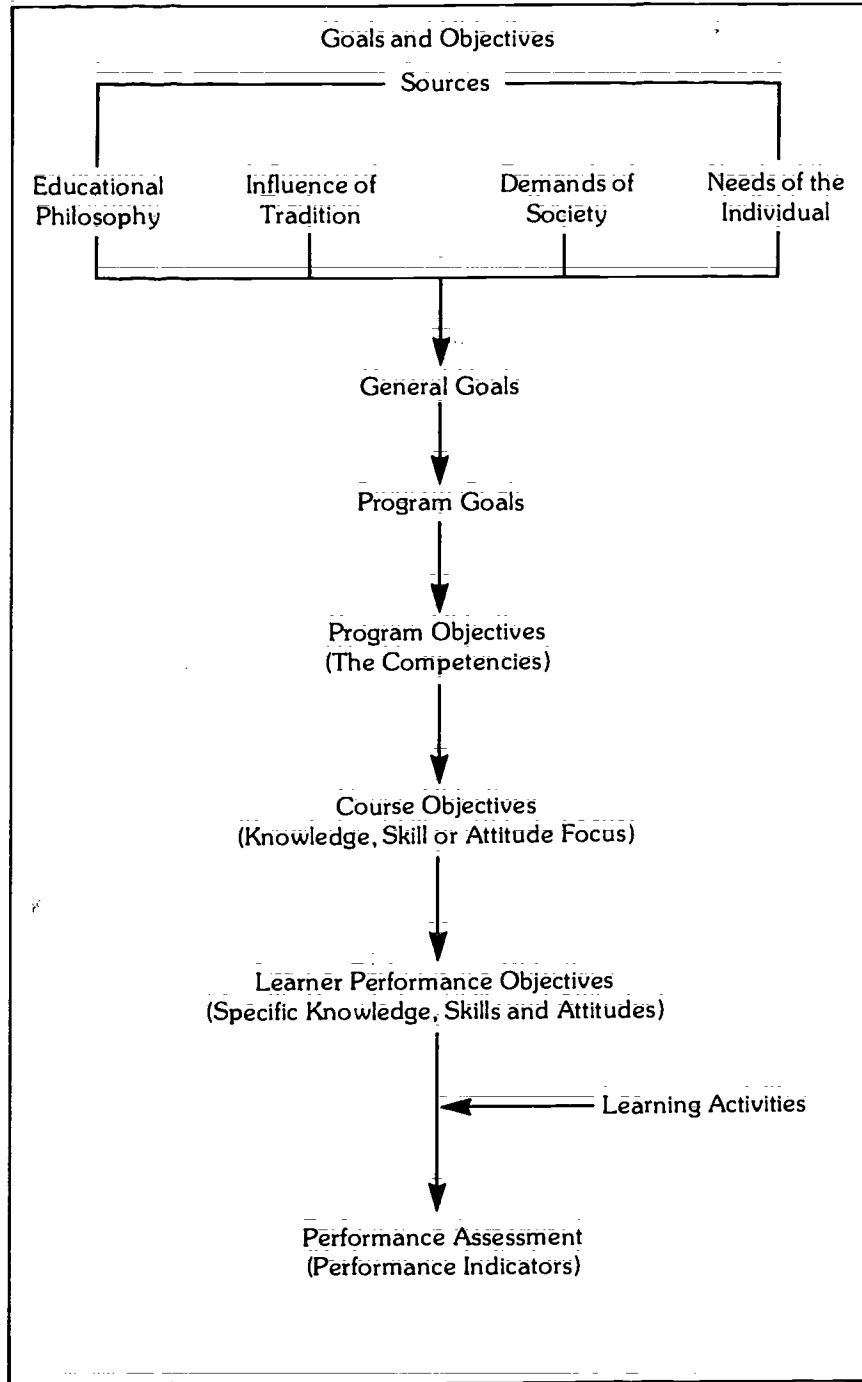 Goals and Objectives
Sources
Educational Philosophy
Influence of Tradition
Demands of Society
Needs of the Individual
General Goals
Program Goals
Program Objectives
(The Competencies)
Course Objectives
(Knowledge, Skill or Attitude Focus)
Learner Performance Objectives
(Specific Knowledge, Skills and Attitudes)
Learning Activities
Performance Assessment
(Performance Indicators)